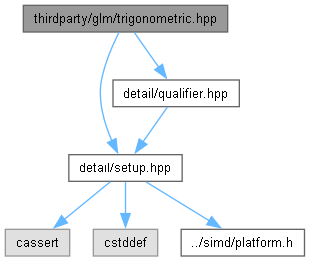 thirdparty/glm/trigonometric.hpp
detail/qualifier.hpp
detail/setup.hpp
cassert
cstddef
../simd/platform.h